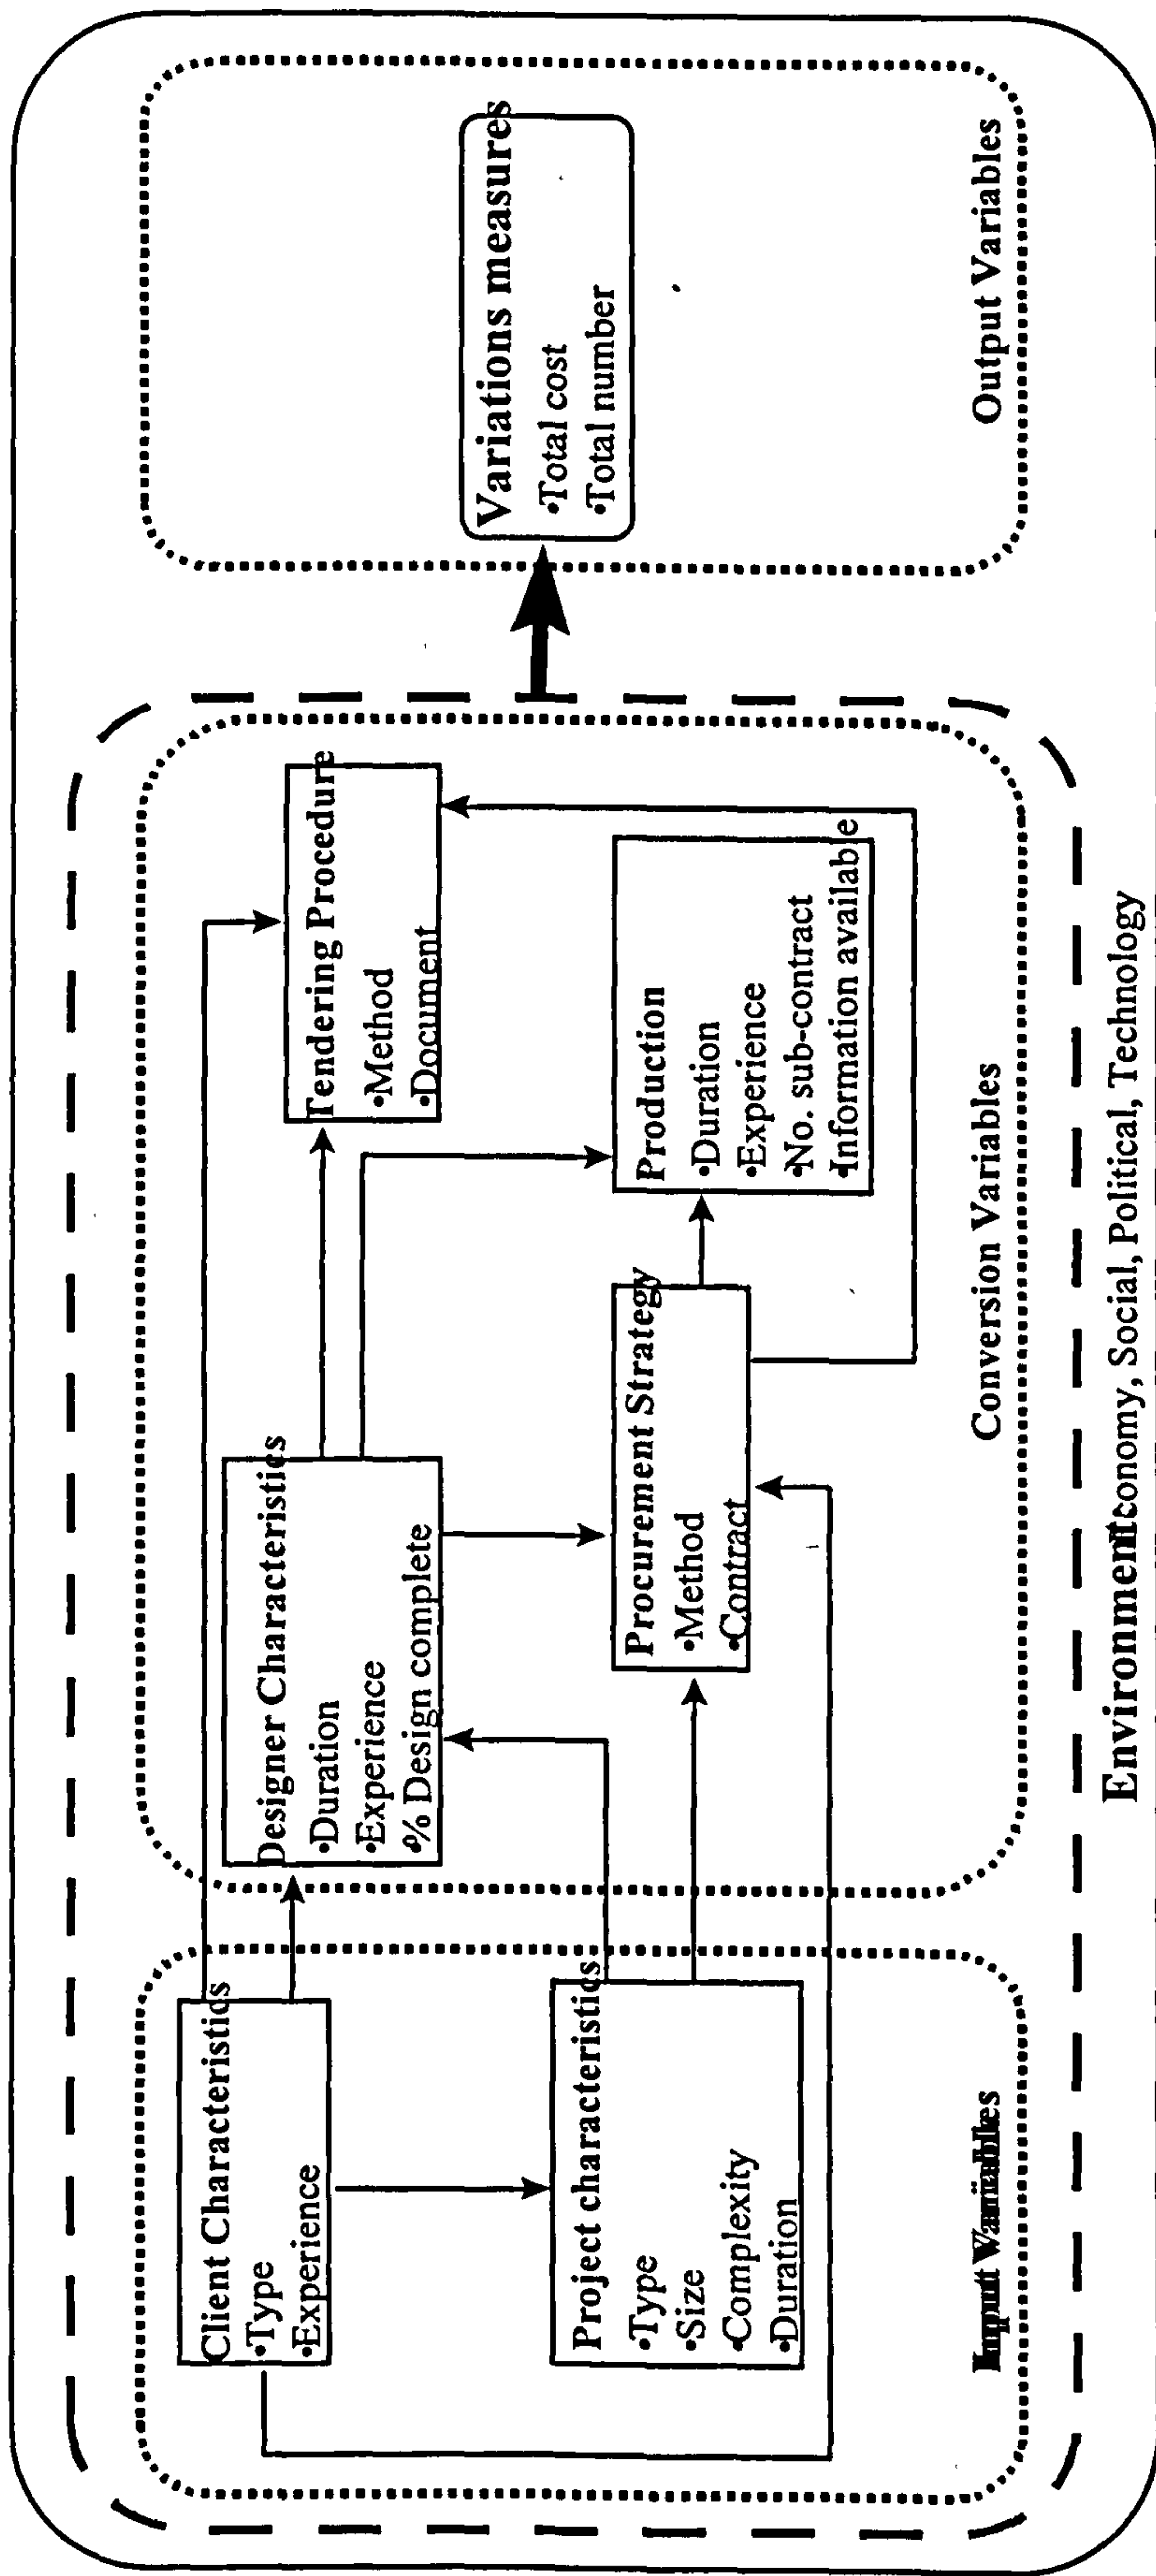 Client Characteristics
•Type
•Experience
Project characteristics
•Type
•Size
•Complexity
•Duration
Input Variables
Designer Characteristics
•Duration
•Experience
•% Design complete
Procurement Strategy
•Method
•Contract
Tendering Procedure
•Method
•Document
Production
•Duration
•Experience
•No. sub-contract
•Information available
Conversion Variables
Variations measures
•Total cost
•Total number
Output Variables
Environment: Economy, Social, Political, Technology